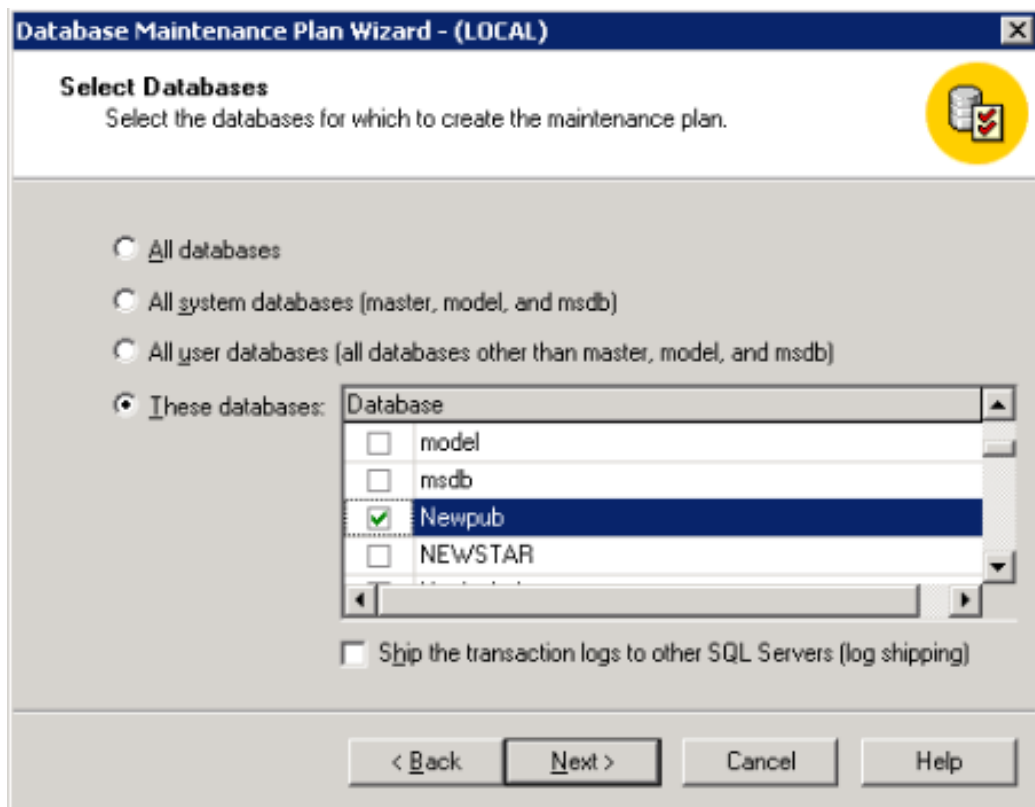 Database Maintenance Plan Wizard - (LOCAL)
Select Databases
Select the databases for which to create the maintenance plan.
All databases
All system databases (master, model, and msdb)
All user databases (all databases other than master, model, and msdb)
These databases:
Database
model
msdb
Newpub
NEWSTAR
Ship the transaction logs to other SQL Servers (log shipping)
< Back
Next >
Cancel
Help